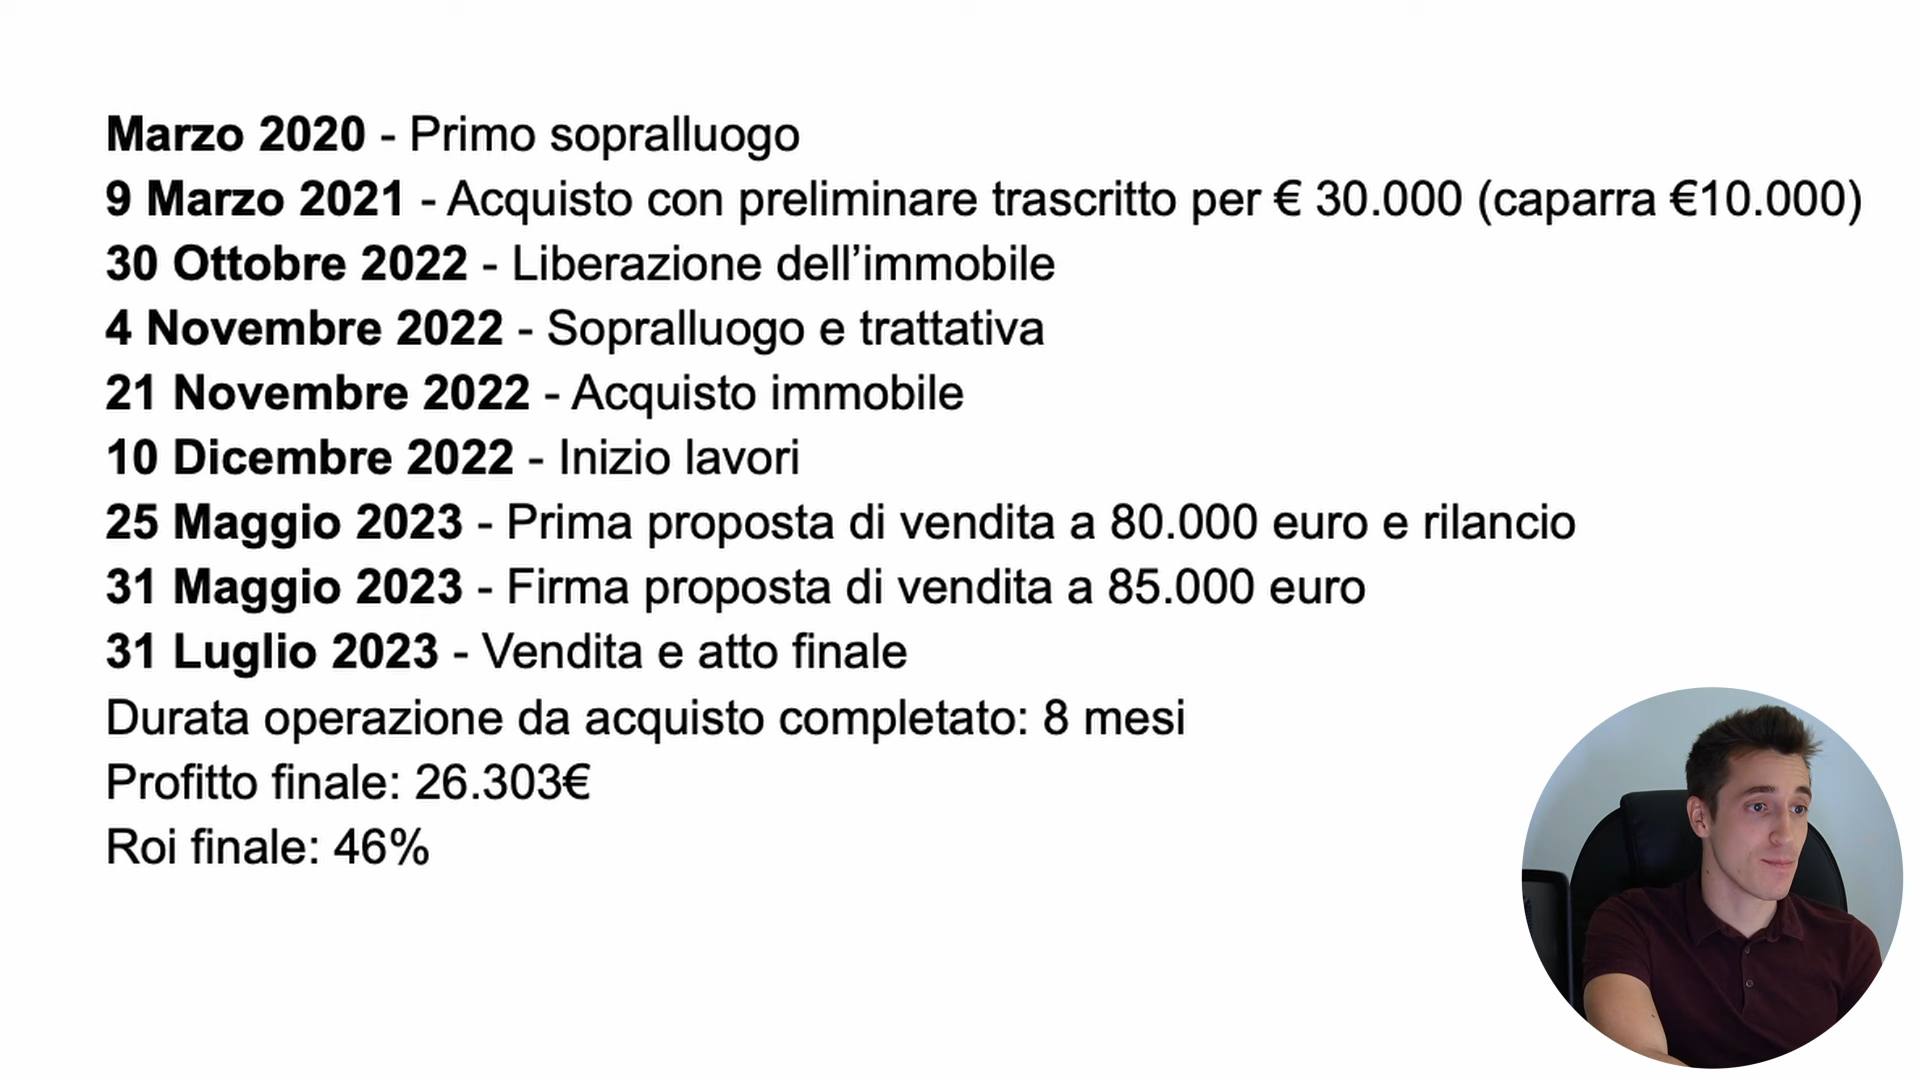 Marzo 2020 - Primo sopralluogo
9 Marzo 2021 - Acquisto con preliminare trascritto per € 30.000 (caparra €10.000)
30 Ottobre 2022 - Liberazione dell’immobile
4 Novembre 2022 - Sopralluogo e trattativa
21 Novembre 2022 - Acquisto immobile
10 Dicembre 2022 - Inizio lavori
25 Maggio 2023 - Prima proposta di vendita a 80.000 euro e rilancio
31 Maggio 2023 - Firma proposta di vendita a 85.000 euro
31 Luglio 2023 - Vendita e atto finale
Durata operazione da acquisto completato: 8 mesi
Profitto finale: 26.303€
Roi finale: 46%